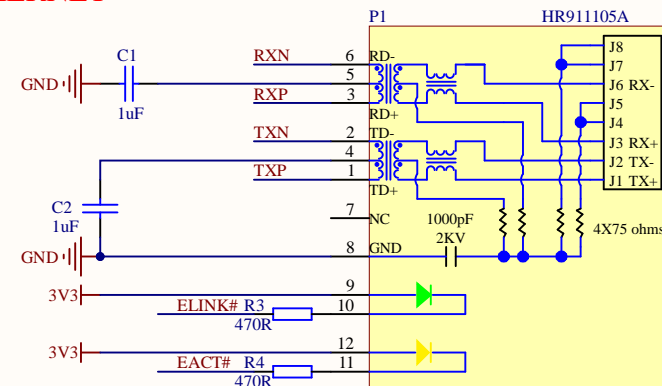 P1 HR911105A
C1
1uF
GND
RXN 6 RD-
5
RXP 3 RD+
TXN 2 TD-
4
TXP 1 TD+
C2
1uF
7 NC
GND 8 GND
1000pF
2KV
4X75 ohms
J8
J7
J6 RX-
J5
J4
J3 RX+
J2 TX-
J1 TX+
3V3 9
ELINK# R3 10
470R
3V3 12
EACT# R4 11
470R